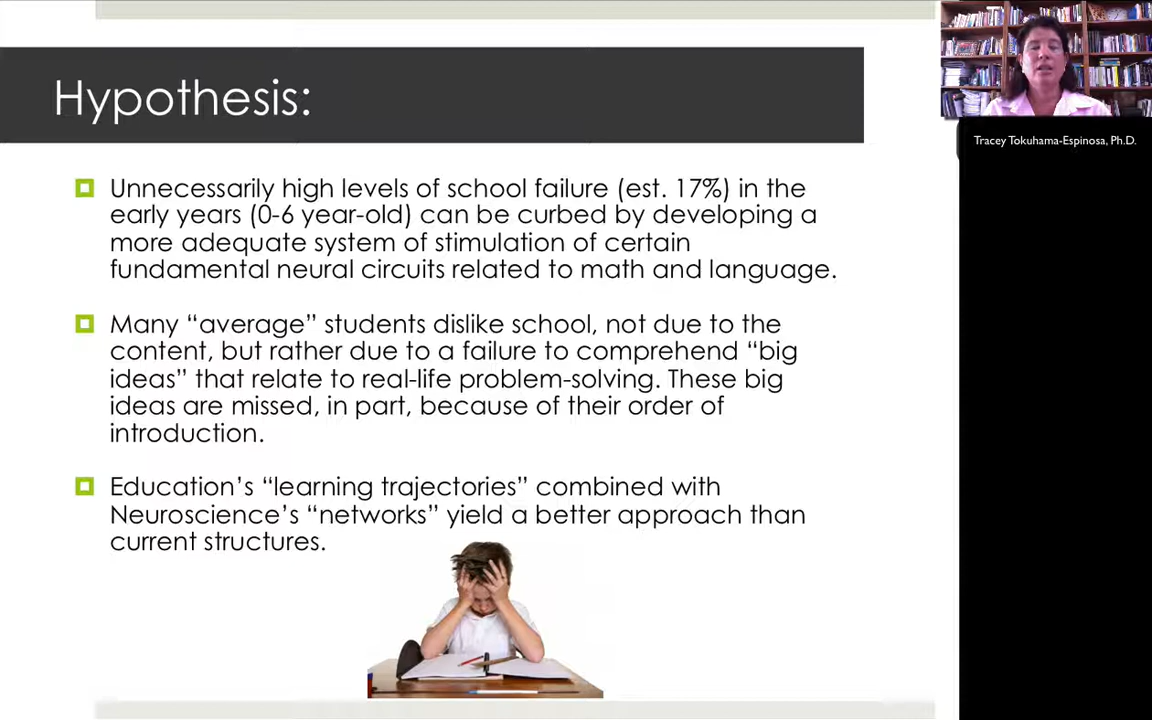 Hypothesis:
Unnecessarily high levels of school failure (est. 17%) in the
early years (0-6 year-old) can be curbed by developing a
more adequate system of stimulation of certain
fundamental neural circuits related to math and language.
Many “average” students dislike school, not due to the
content, but rather due to a failure to comprehend “big
ideas” that relate to real-life problem-solving. These big
ideas are missed, in part, because of their order of
introduction.
Education’s “learning trajectories” combined with
Neuroscience’s “networks” yield a better approach than
current structures.
Tracey Tokuhama-Espinosa, Ph.D.